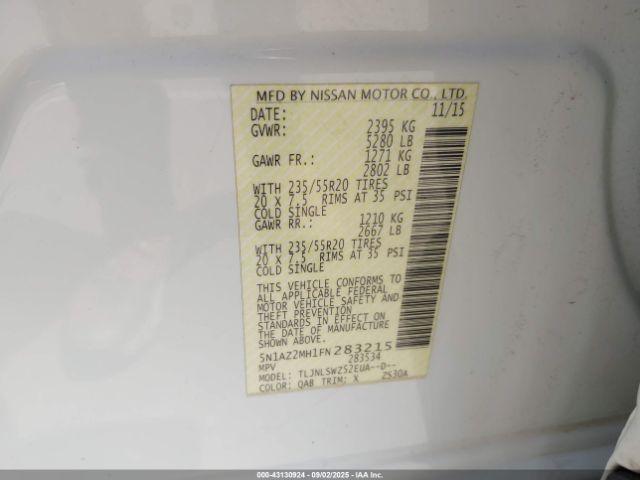 MFD BY NISSAN MOTOR CO., LTD.
DATE: 11/15
GVWR: 2395 KG
5280 LB
GAWR FR.: 1271 KG
2802 LB
WITH 235/55R20 TIRES
20 X 7.5 RIMS AT 35 PSI
COLD SINGLE
GAWR RR.: 1210 KG
2667 LB
WITH 235/55R20 TIRES
20 X 7.5 RIMS AT 35 PSI
COLD SINGLE
THIS VEHICLE CONFORMS TO
ALL APPLICABLE FEDERAL
MOTOR VEHICLE SAFETY AND
THEFT PREVENTION
STANDARDS IN EFFECT ON
THE DATE OF MANUFACTURE
SHOWN ABOVE.
5N1AZ2MH1FN283215
MPV 283534
MODEL: TLJNLSWZ52EUA--D--
COLOR: QAB TRIM: X Z530A
000-43130924 - 09/02/2025 - IAAI.COM